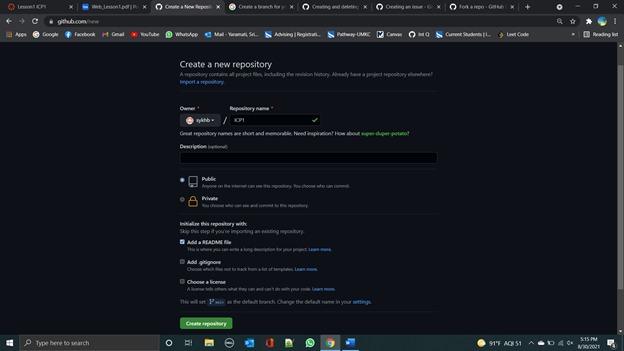 Lesson1 ICP1
Web_Lesson1.pdf | P
Create a New Reposit
Create a branch for yo
Creating and deleting
Creating an issue - Git
Fork a repo - GitHub
github.com/new
Apps
Google
Facebook
Gmail
YouTube
WhatsApp
Mail - Yaramati, Sri...
Advising | Registrati...
Pathway-UMKC
Canvas
Int Q
Current Students | I...
Leet Code
»
Reading list
Create a new repository
A repository contains all project files, including the revision history. Already have a project repository elsewhere?
Import a repository.
Owner *
Repository name *
sykhb
/
ICP1
Great repository names are short and memorable. Need inspiration? How about super-duper-potato?
Description (optional)
Public
Anyone on the internet can see this repository. You choose who can commit.
Private
You choose who can see and commit to this repository.
Initialize this repository with:
Skip this step if you're importing an existing repository.
Add a README file
This is where you can write a long description for your project. Learn more.
Add .gitignore
Choose which files not to track from a list of templates. Learn more.
Choose a license
A license tells others what they can and can't do with your code. Learn more.
This will set main as the default branch. Change the default name in your settings.
Create repository
Type here to search
91°F AQI 51
5:15 PM
8/30/2021